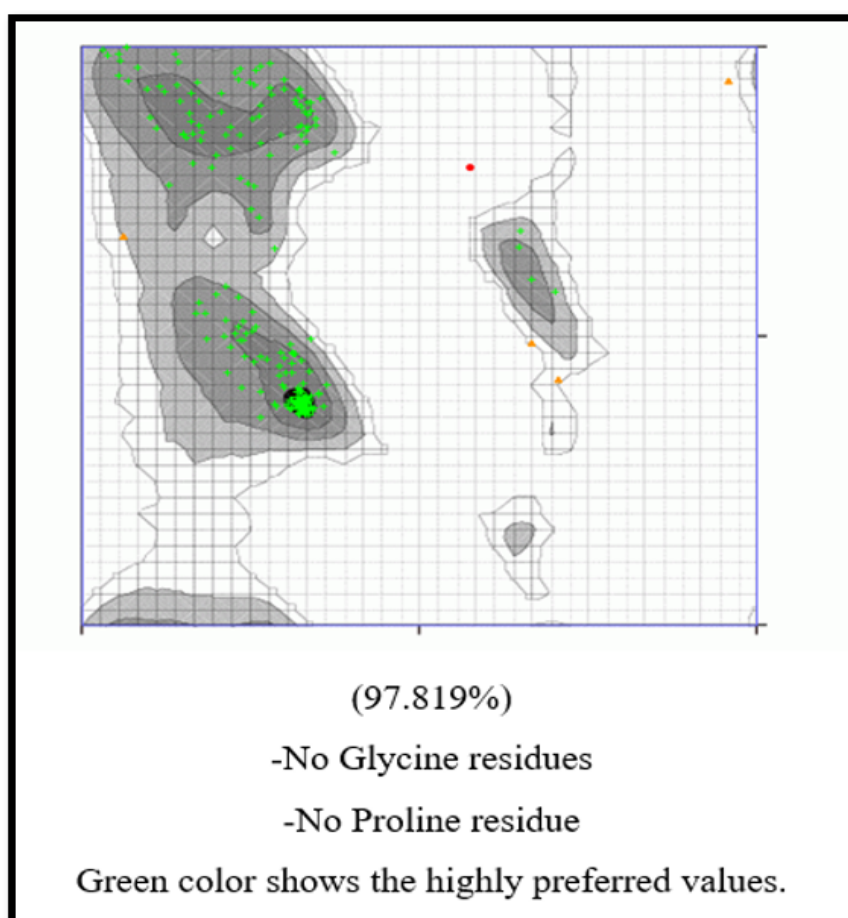 (97.819%)
-No Glycine residues
-No Proline residue
Green color shows the highly preferred values.